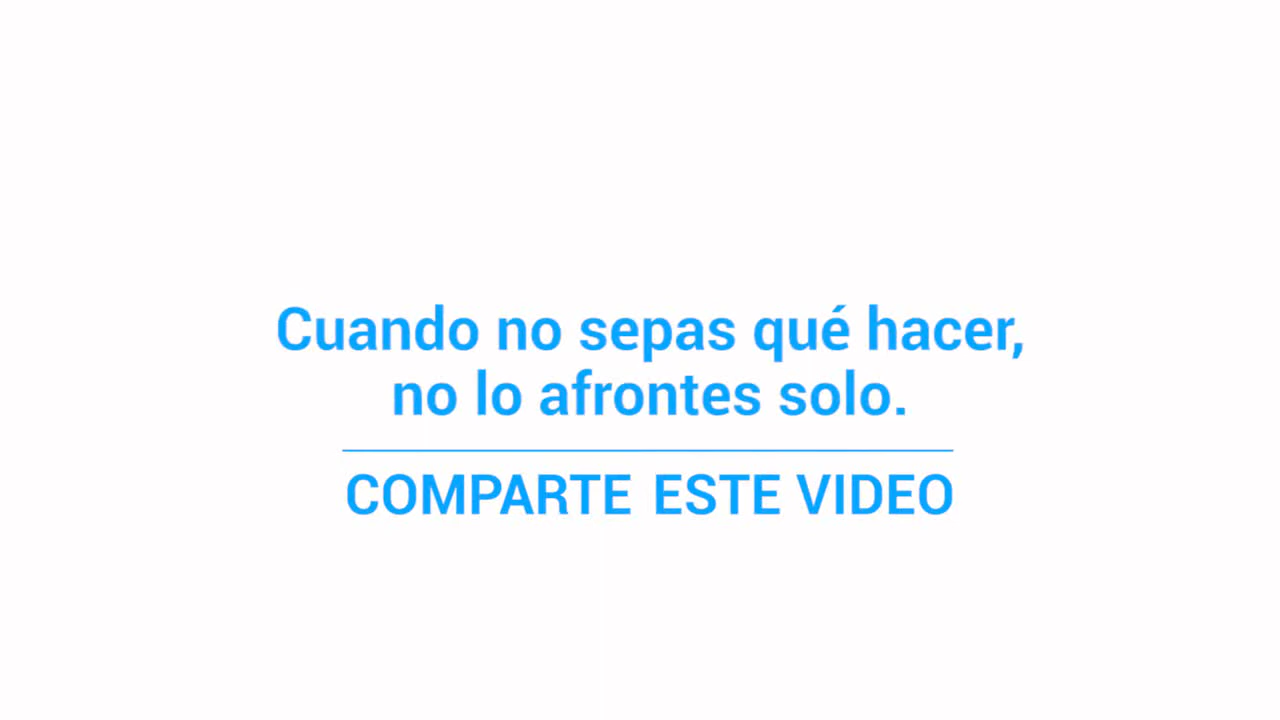 Cuando no sepas qué hacer,
no lo afrontes solo.
COMPARTE ESTE VIDEO